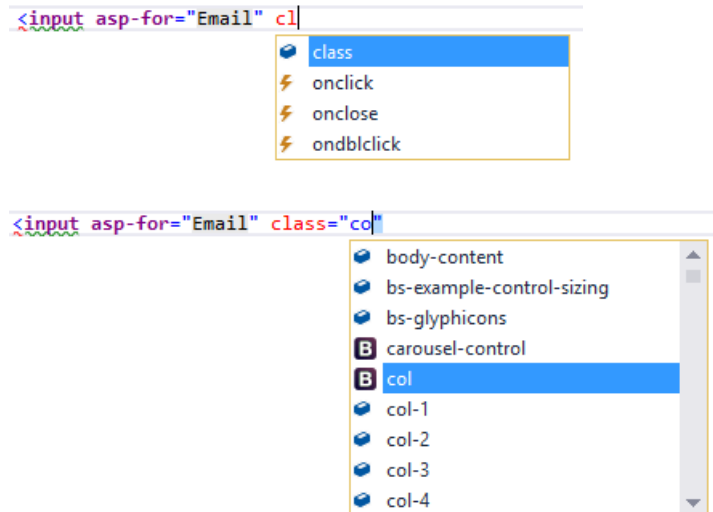 <input asp-for="Email" cl
class
onclick
onclose
ondblclick
<input asp-for="Email" class="co"
body-content
bs-example-control-sizing
bs-glyphicons
B carousel-control
B col
col-1
col-2
col-3
col-4